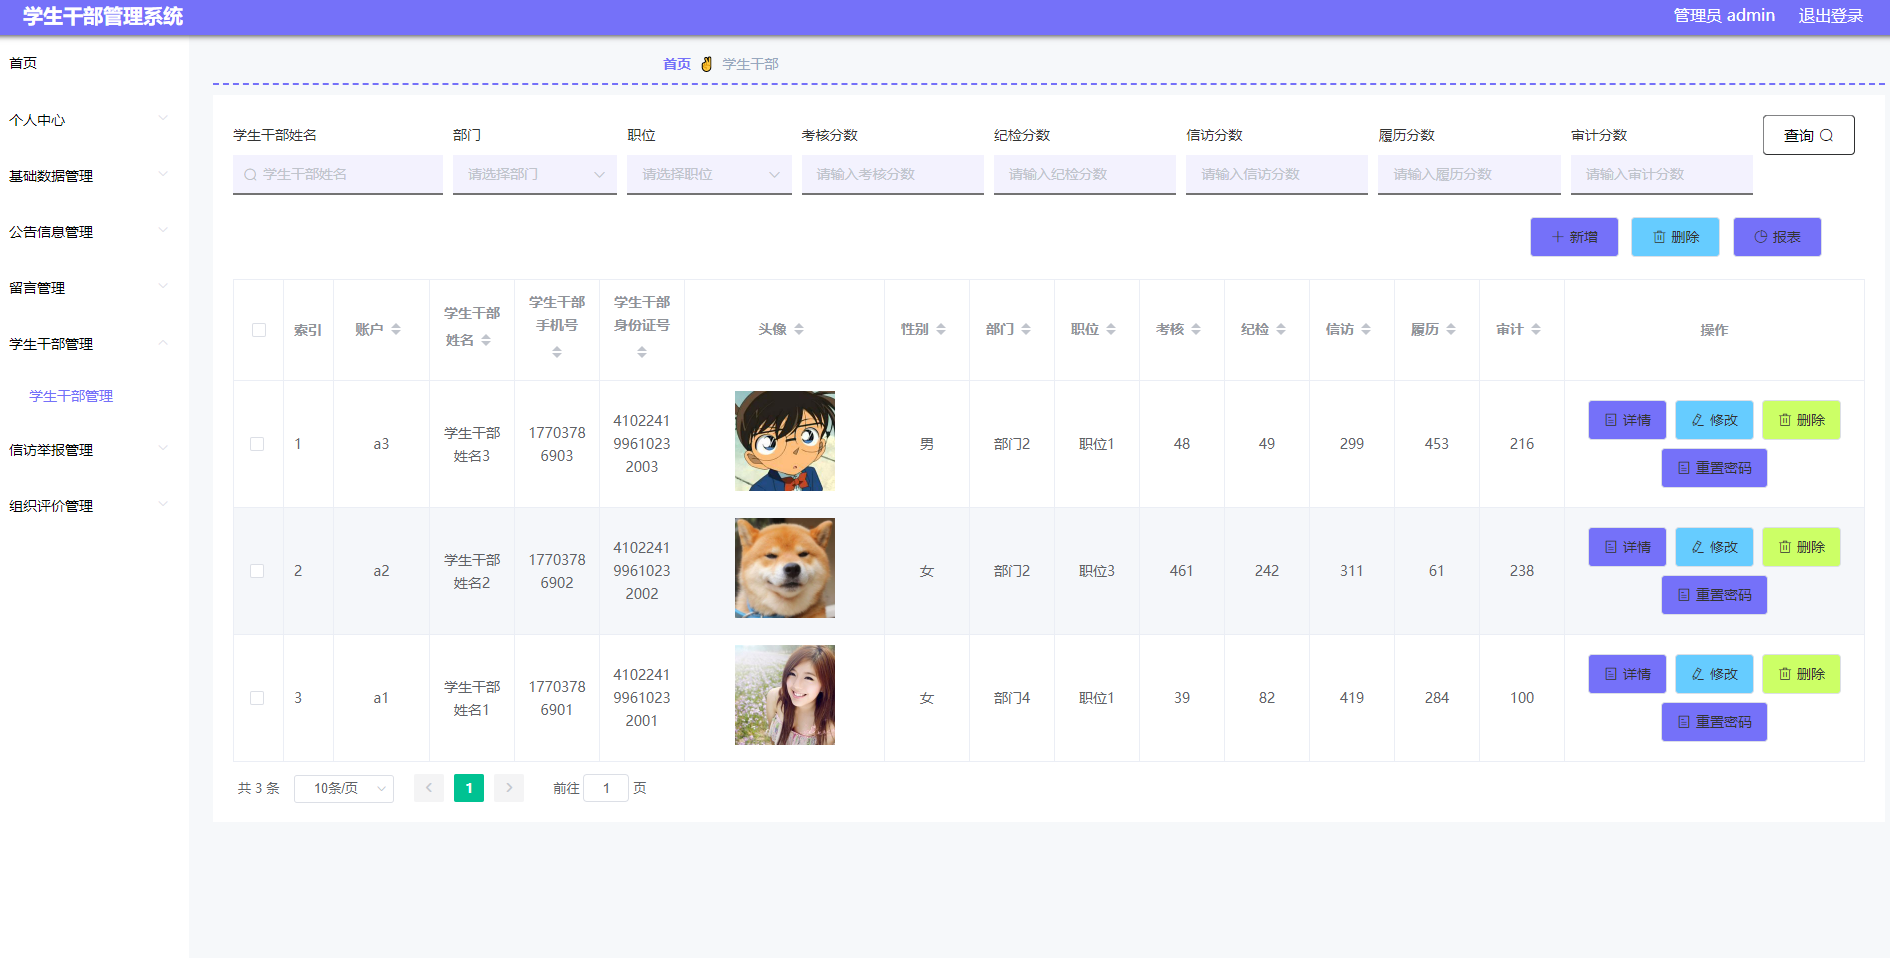 学生干部管理系统
管理员 admin
退出登录
首页
个人中心
基础数据管理
公告信息管理
留言管理
学生干部管理
学生干部管理
信访举报管理
组织评价管理
首页 ✌ 学生干部
学生干部姓名
部门
职位
考核分数
纪检分数
信访分数
履历分数
审计分数
学生干部姓名
请选择部门
请选择职位
请输入考核分数
请输入纪检分数
请输入信访分数
请输入履历分数
请输入审计分数
查询
新增
删除
报表
索引
账户
学生干部
姓名
学生干部
手机号
学生干部
身份证号
头像
性别
部门
职位
考核
纪检
信访
履历
审计
操作
1
a3
学生干部
姓名3
1770378
6903
4102241
9961023
2003
男
部门2
职位1
48
49
299
453
216
详情
修改
删除
重置密码
2
a2
学生干部
姓名2
1770378
6902
4102241
9961023
2002
女
部门2
职位3
461
242
311
61
238
详情
修改
删除
重置密码
3
a1
学生干部
姓名1
1770378
6901
4102241
9961023
2001
女
部门4
职位1
39
82
419
284
100
详情
修改
删除
重置密码
共 3 条
10条/页
1
前往 1 页